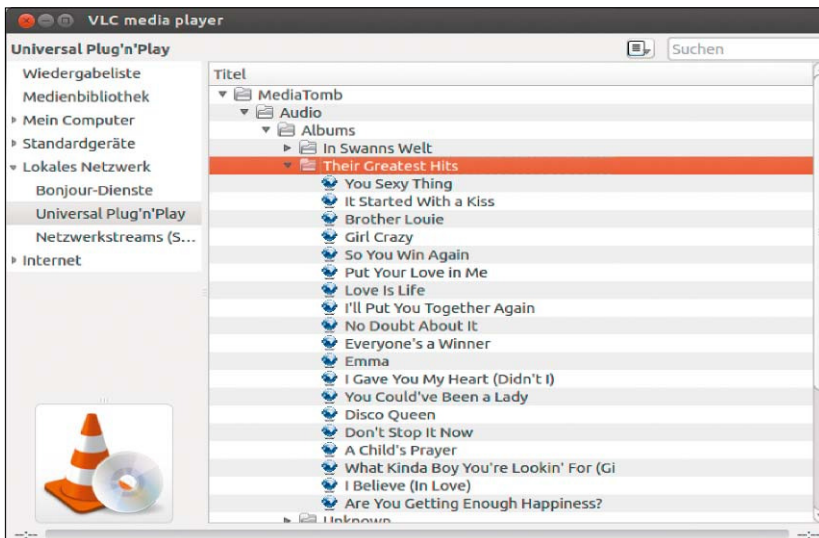 VLC media player
Universal Plug'n'Play
Suchen
Wiedergabeliste
Medienbibliothek
Mein Computer
Standardgeräte
Lokales Netzwerk
Bonjour-Dienste
Universal Plug'n'Play
Netzwerkstreams (S...
Internet
Titel
MediaTomb
Audio
Albums
In Swanns Welt
Their Greatest Hits
You Sexy Thing
It Started With a Kiss
Brother Louie
Girl Crazy
So You Win Again
Put Your Love in Me
Love Is Life
I'll Put You Together Again
No Doubt About It
Everyone's a Winner
Emma
I Gave You My Heart (Didn't I)
You Could've Been a Lady
Disco Queen
Don't Stop It Now
A Child's Prayer
What Kinda Boy You're Lookin' For (Gi
I Believe (In Love)
Are You Getting Enough Happiness?
Unknown
--:--
--:--